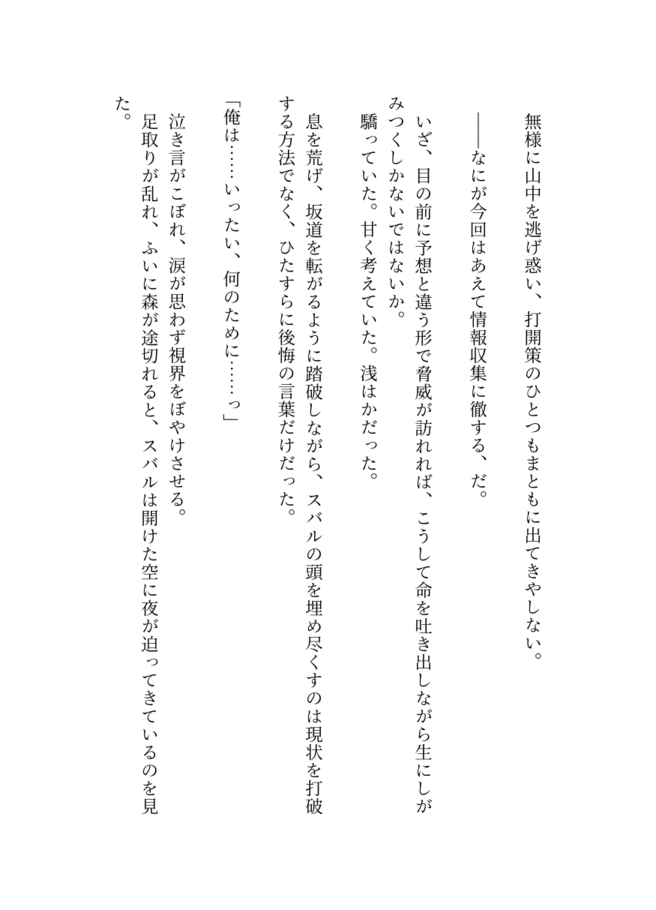 無様に山中を逃げ惑い、打開策のひとつもまともに出てきやしない。
――なにが今回はあえて情報収集に徹する、だ。
いざ、目の前に予想と違う形で脅威が訪れれば、こうして命を吐き出しながら生にしが
みつくしかないではないか。
驕っていた。甘く考えていた。浅はかだった。
息を荒げ、坂道を転がるように踏破しながら、スバルの頭を埋め尽くすのは現状を打破
する方法でなく、ひたすらに後悔の言葉だけだった。
「俺は……いったい、何のために……っ」
泣き言がこぼれ、涙が思わず視界をぼやけさせる。
足取りが乱れ、ふいに森が途切れると、スバルは開けた空に夜が迫ってきているのを見
た。